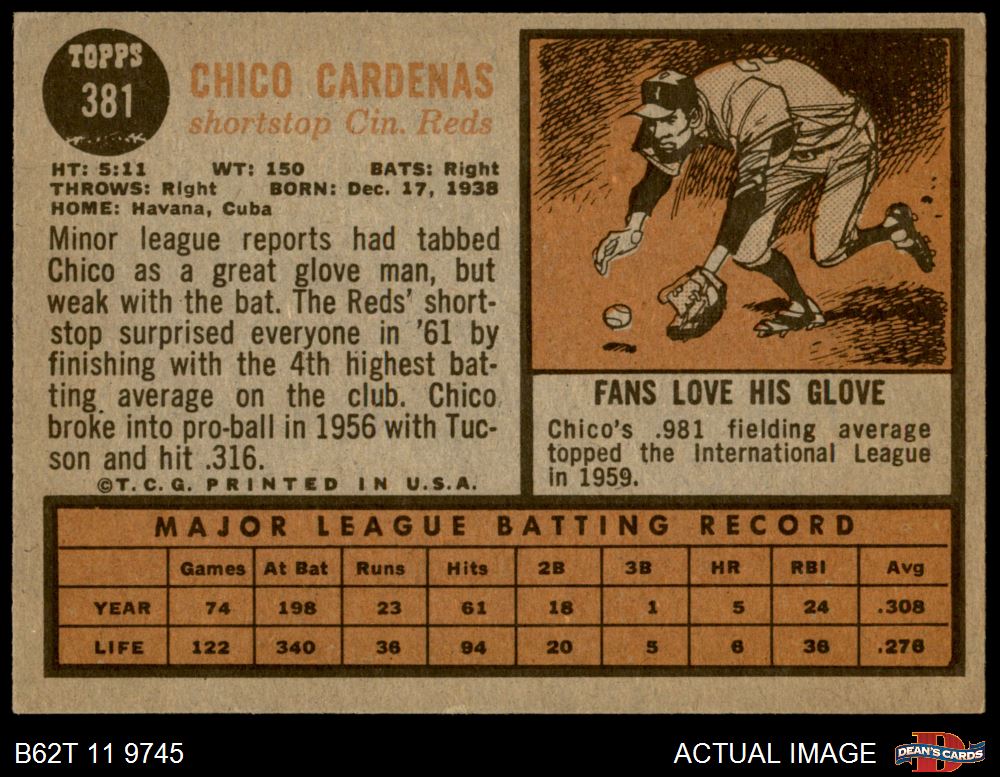 TOPPS
381
CHICO CARDENAS
shortstop Cin. Reds
HT: 5:11 WT: 150 BATS: Right
THROWS: Right BORN: Dec. 17, 1938
HOME: Havana, Cuba
Minor league reports had tabbed
Chico as a great glove man, but
weak with the bat. The Reds' short-
stop surprised everyone in '61 by
finishing with the 4th highest bat-
ting average on the club. Chico
broke into pro-ball in 1956 with Tuc-
son and hit .316.
©T.C.G. PRINTED IN U.S.A.
FANS LOVE HIS GLOVE
Chico's .981 fielding average
topped the International League
in 1959.
MAJOR LEAGUE BATTING RECORD
Games At Bat Runs Hits 2B 3B HR RBI Avg
YEAR 74 198 23 61 18 1 5 24 .308
LIFE 122 340 36 94 20 5 6 36 .276
B62T 11 9745
ACTUAL IMAGE
DEAN'S CARDS